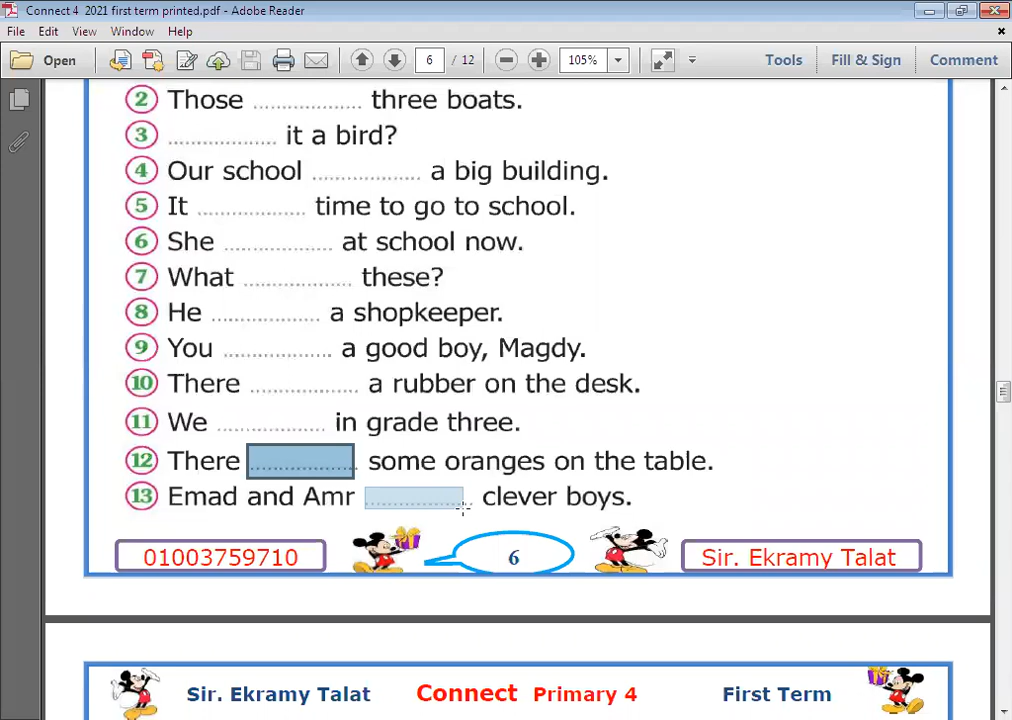 Connect 4 2021 first term printed.pdf - Adobe Reader
File Edit View Window Help
Open 6 / 12 105% Tools Fill & Sign Comment
2 Those .................. three boats.
3 .................. it a bird?
4 Our school .................. a big building.
5 It .................. time to go to school.
6 She .................. at school now.
7 What .................. these?
8 He .................. a shopkeeper.
9 You .................. a good boy, Magdy.
10 There .................. a rubber on the desk.
11 We .................. in grade three.
12 There .................. some oranges on the table.
13 Emad and Amr .................. clever boys.
01003759710 6 Sir. Ekramy Talat
Sir. Ekramy Talat Connect Primary 4 First Term